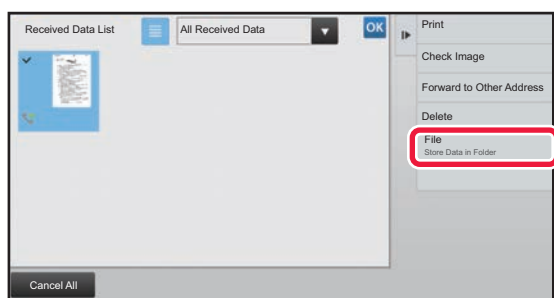 Received Data List
All Received Data
OK
Print
Check Image
Forward to Other Address
Delete
File
Store Data in Folder
Cancel All